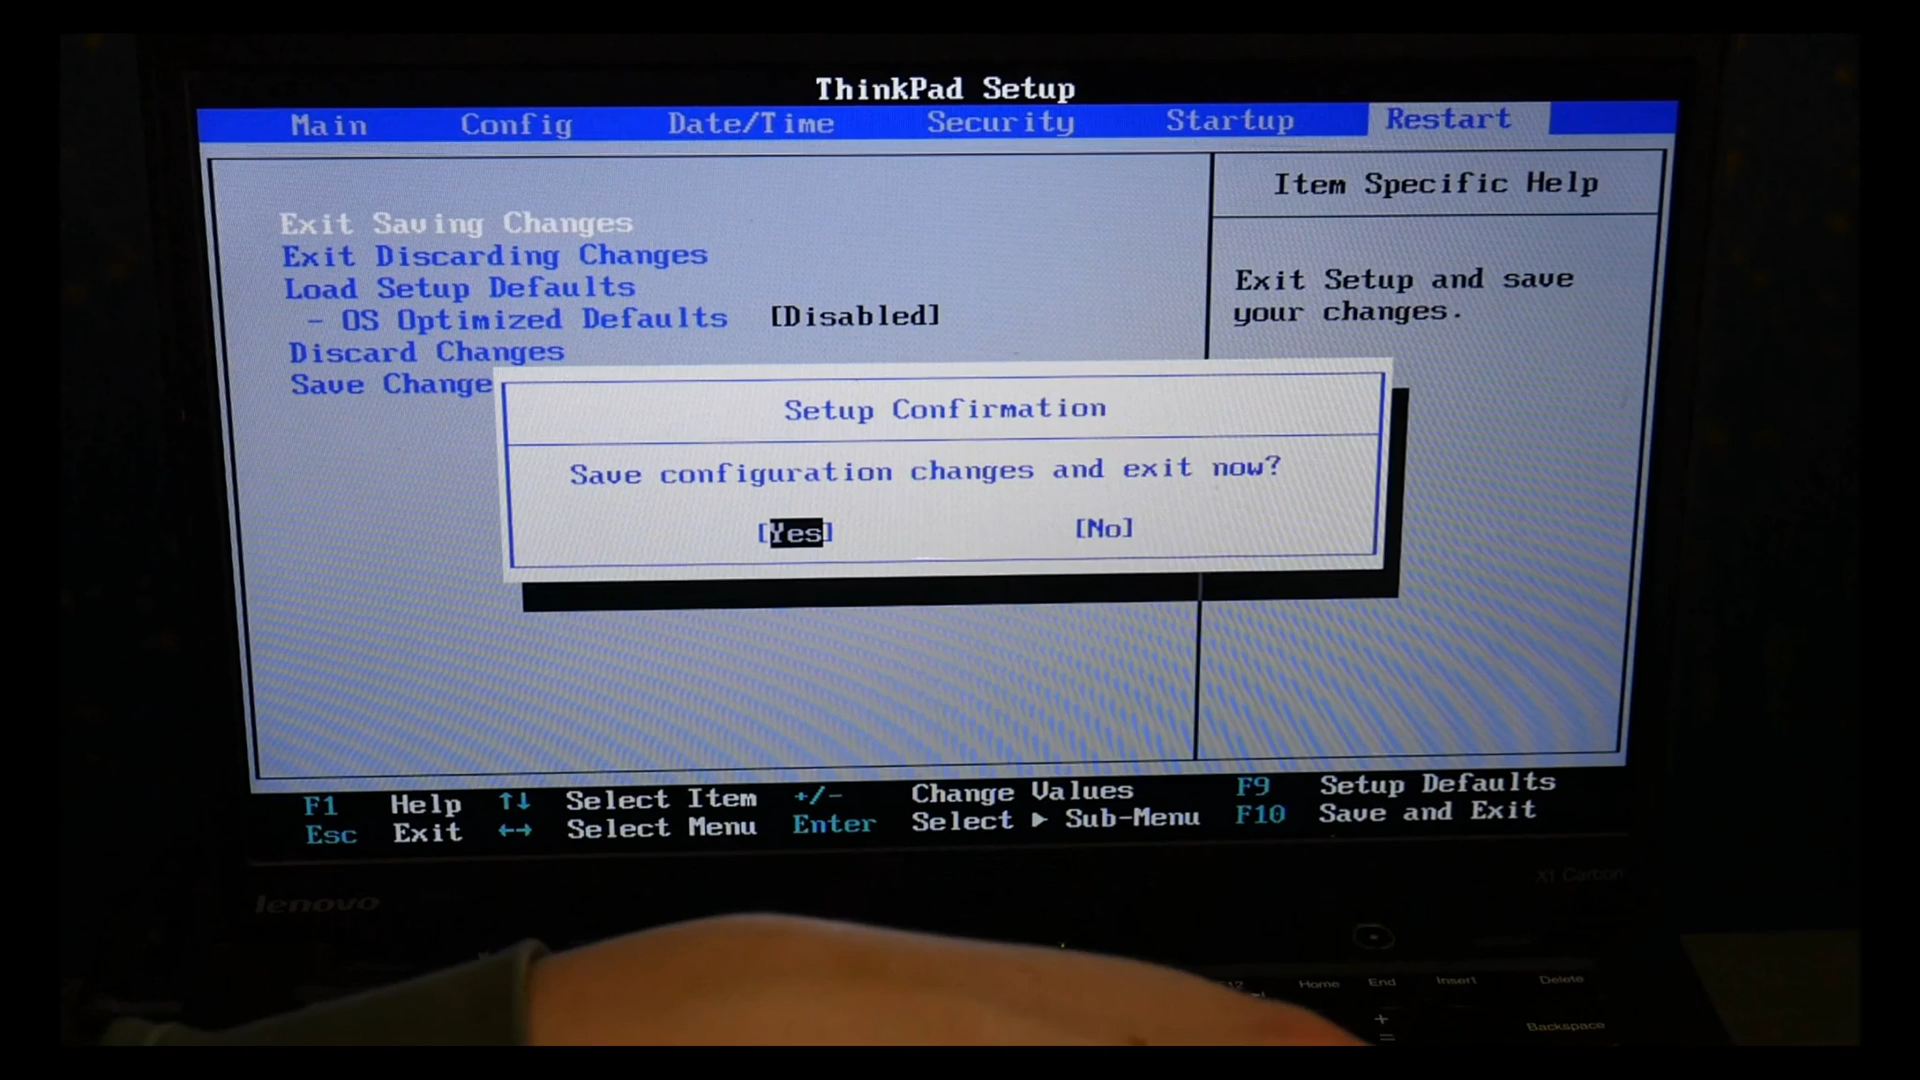 ThinkPad Setup
Main Config Date/Time Security Startup Restart
Item Specific Help
Exit Saving Changes
Exit Discarding Changes
Load Setup Defaults
- OS Optimized Defaults [Disabled]
Discard Changes
Save Change
Exit Setup and save
your changes.
Setup Confirmation
Save configuration changes and exit now?
[Yes] [No]
F1 Help ↑↓ Select Item +/- Change Values F9 Setup Defaults
Esc Exit ←→ Select Menu Enter Select ▶ Sub-Menu F10 Save and Exit
lenovo
X1 Carbon
Home End Insert Delete
+
=
Backspace